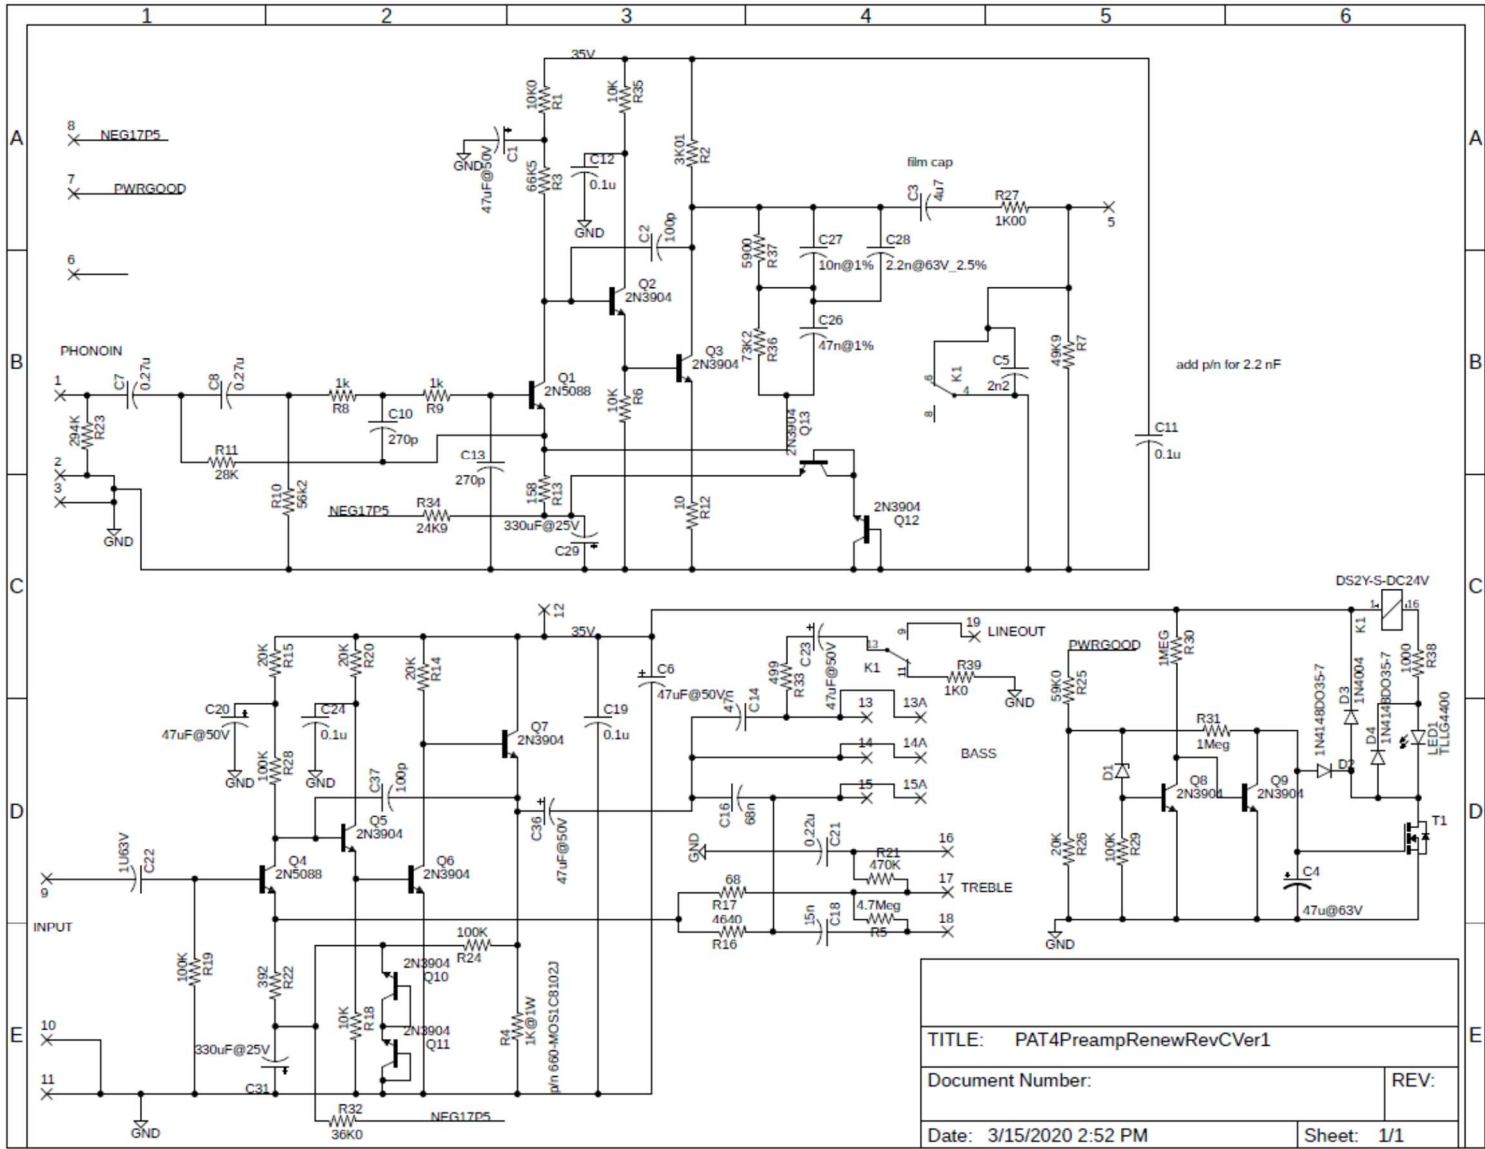 1 2 3 4 5 6
A
B
C
D
E
A
B
C
D
E
8 NEG17P5
7 PWRGOOD
6
35V
10K0 R1
10K R35
GND
47uF@50V C1
66K5 R3
C12
0.1u
GND
3K01 R2
C2 100p
film cap
C3 4u7
R27
1K00
5
5900 R37
C27
10n@1%
C28
2.2n@63V_2.5%
Q2
2N3904
73K2 R36
C26
47n@1%
PHONOIN
1
C7 0.27u
C8 0.27u
294K R23
2
3
GND
R11
28K
R10 56k2
1k
R8
C10
270p
1k
R9
C13
270p
Q1
2N5088
10K R6
Q3
2N3904
2N3904 Q13
6 K1
4
8
C5
2n2
49K9 R7
add p/n for 2.2 nF
C11
0.1u
NEG17P5
R34
24K9
158 R13
330uF@25V
C29
10 R12
2N3904
Q12
12
35V
20K R15
20K R20
20K R14
C20
47uF@50V
GND
C24
0.1u
GND
100K R28
C37 100p
Q5
2N3904
Q7
2N3904
C36 47uF@50V
C19
0.1u
C6
47uF@50V
47n C14
499 R33
C23 47uF@50V
13
K1
9
11
19
LINEOUT
R39
1K0
GND
13 13A
14 14A
BASS
15 15A
C16 68n
GND
0.22u C21
16
R21
470K
17
TREBLE
68
R17
4.7Meg
R5
4640
R16
15n C18
18
9
1U63V C22
INPUT
Q4
2N5088
Q6
2N3904
100K R19
392 R22
330uF@25V
C31
10K R18
2N3904
Q10
2N3904
Q11
100K
R24
R4
1K@1W
p/n 660-MOS1C8102J
10
11
GND
R32
36K0
NEG17P5
DS2Y-S-DC24V
1 16
K1
PWRGOOD
59K0 R25
1MEG R30
1000 R38
D3 1N4004
1N4148DO35-7
D4 1N4148DO35-7
LED1
TLLG4400
R31
1Meg
D1
D2
Q8
2N3904
Q9
2N3904
20K R26
100K R29
T1
C4
47u@63V
GND
TITLE: PAT4PreampRenewRevCVer1
Document Number:
REV:
Date: 3/15/2020 2:52 PM
Sheet: 1/1